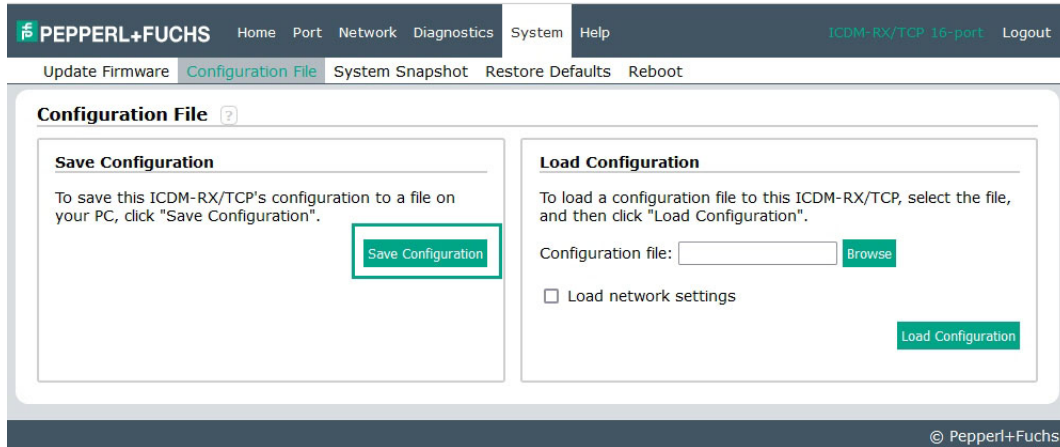 PEPPERL+FUCHS Home Port Network Diagnostics System Help ICDM-RX/TCP 16-port Logout
Update Firmware Configuration File System Snapshot Restore Defaults Reboot
Configuration File ?
Save Configuration
To save this ICDM-RX/TCP's configuration to a file on
your PC, click "Save Configuration".
Save Configuration
Load Configuration
To load a configuration file to this ICDM-RX/TCP, select the file,
and then click "Load Configuration".
Configuration file: Browse
Load network settings
Load Configuration
© Pepperl+Fuchs